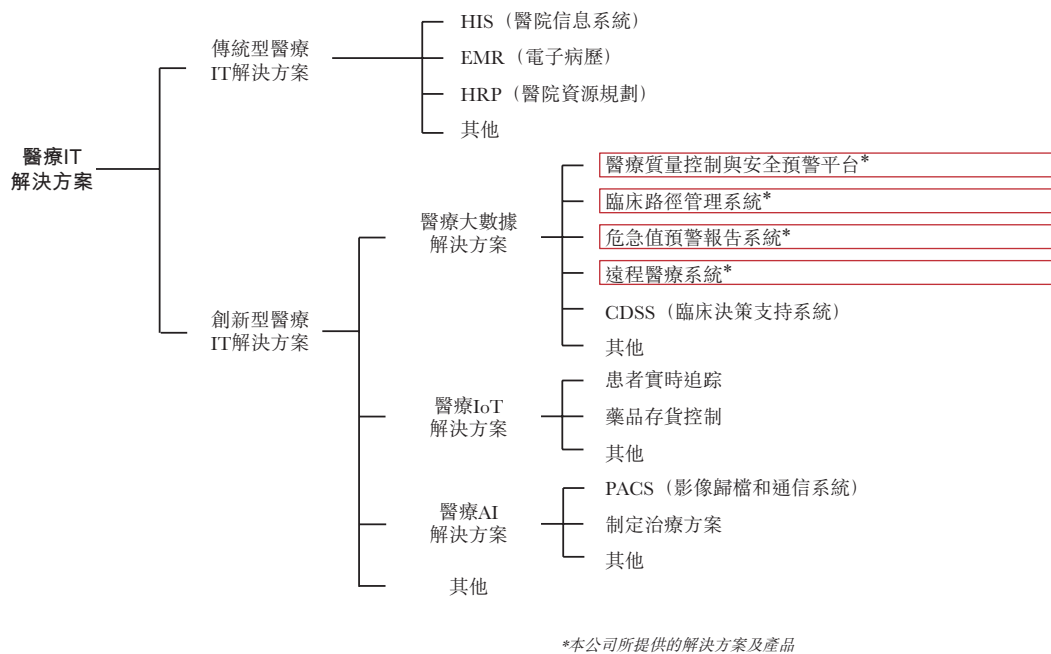 醫療IT
解決方案
傳統型醫療
IT解決方案
HIS（醫院信息系統）
EMR（電子病歷）
HRP（醫院資源規劃）
其他
創新型醫療
IT解決方案
醫療大數據
解決方案
醫療質量控制與安全預警平台*
臨床路徑管理系統*
危急值預警報告系統*
遠程醫療系統*
CDSS（臨床決策支持系統）
其他
醫療IoT
解決方案
患者實時追踪
藥品存貨控制
其他
醫療AI
解決方案
PACS（影像歸檔和通信系統）
制定治療方案
其他
其他
*本公司所提供的解決方案及產品